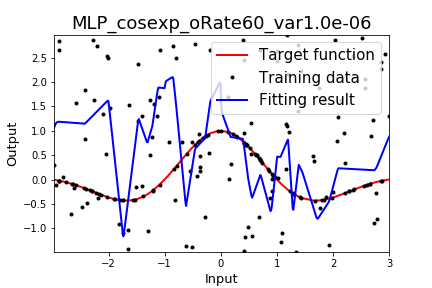 MLP_cosexp_oRate60_var1.0e-06
Target function
Training data
Fitting result
Output
2.5
2.0
1.5
1.0
0.5
0.0
−0.5
−1.0
−2 −1 0 1 2 3
Input